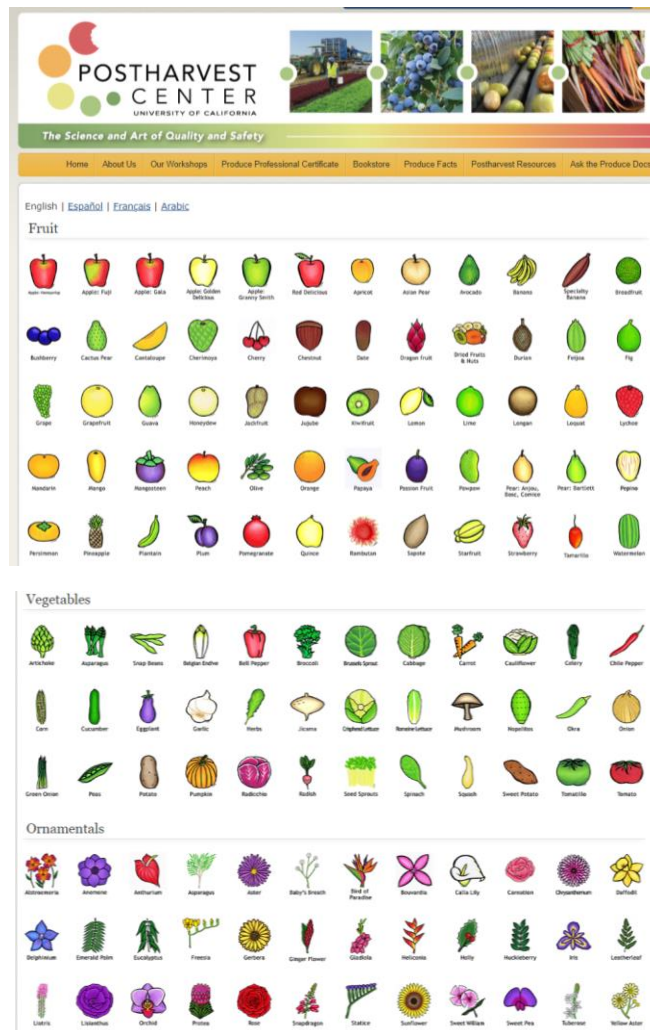 POSTHARVEST
CENTER
UNIVERSITY OF CALIFORNIA
The Science and Art of Quality and Safety
Home About Us Our Workshops Produce Professional Certificate Bookstore Produce Facts Postharvest Resources Ask the Produce Docs
English | Español | Français | Arabic
Fruit
Apple: Fuji Apple: Gala Apple: Golden Delicious Apple: Granny Smith Red Delicious Apricot Asian Pear Avocado Banana Specialty Banana Breadfruit
Bushberry Cactus Pear Cantaloupe Cherimoya Cherry Chestnut Date Dragon Fruit Dried Fruits & Nuts Durian Feijoa Fig
Grape Grapefruit Guava Honeydew Jackfruit Jujube Kiwifruit Lemon Lime Longan Loquat Lychee
Mandarin Mango Mangosteen Peach Olive Orange Papaya Passion Fruit Pawpaw Pear: Anjou, Bosc, Comice Pear: Bartlett Pepino
Persimmon Pineapple Plantain Plum Pomegranate Quince Rambutan Sapote Starfruit Strawberry Tamarillo Watermelon
Vegetables
Artichoke Asparagus Snap Beans Belgian Endive Bell Pepper Broccoli Brussels Sprout Cabbage Carrot Cauliflower Celery Chile Pepper
Corn Cucumber Eggplant Garlic Herbs Jicama Crisphead Lettuce Romaine Lettuce Mushroom Nopalitos Okra Onion
Green Onion Peas Potato Pumpkin Radicchio Radish Seed Sprouts Spinach Squash Sweet Potato Tomatillo Tomato
Ornamentals
Alstroemeria Anemone Anthurium Asparagus Aster Baby's Breath Bird of Paradise Bouvardia Calla Lily Carnation Chrysanthemum Daffodil
Delphinium Emerald Palm Eucalyptus Freesia Gerbera Ginger Flower Gladiola Heliconia Holly Huckleberry Iris Leatherleaf
Liatris Lisianthus Orchid Protea Rose Snapdragon Statice Sunflower Sweet William Sweet Pea Tuberose Yellow Aster